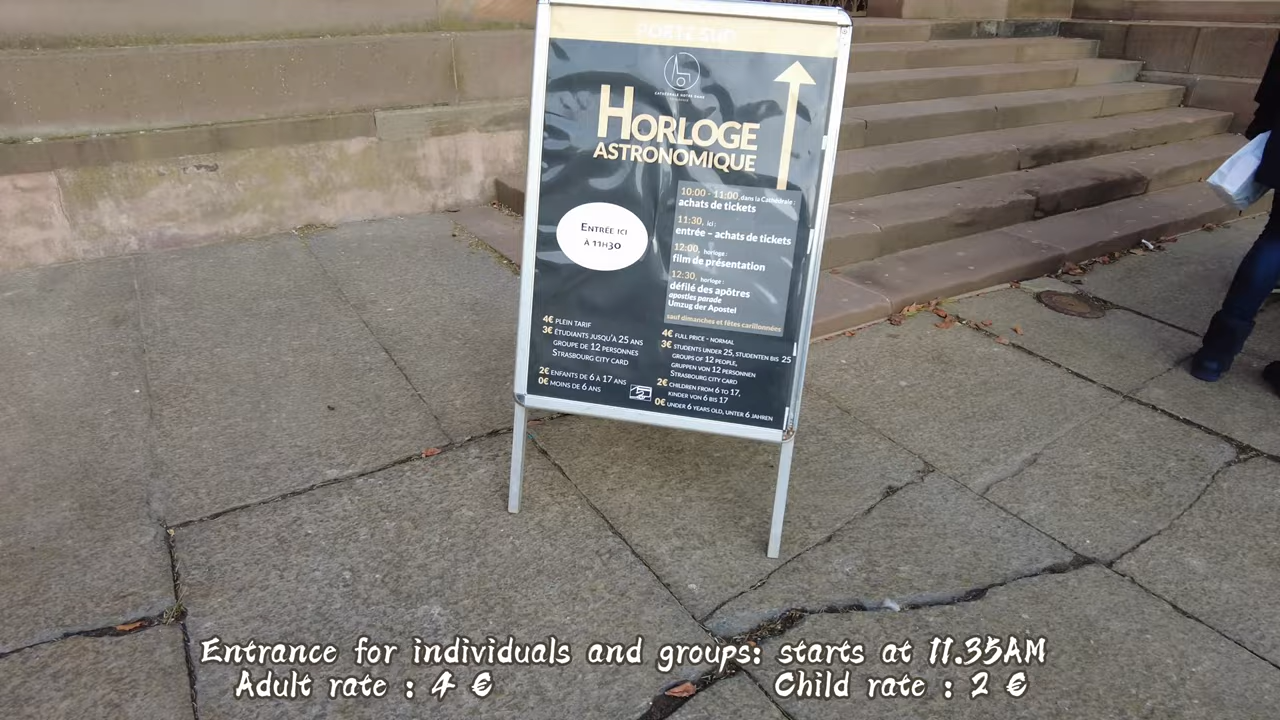 PORTE SUD
CATHÉDRALE NOTRE-DAME
HORLOGE
ASTRONOMIQUE
10:00 - 11:00, dans la Cathédrale :
achats de tickets
11:30, ici :
entrée – achats de tickets
12:00, horloge :
film de présentation
12:30, horloge :
défilé des apôtres
apostles parade
Umzug der Apostel
sauf dimanches et fêtes carillonnées
ENTRÉE ICI
À 11H30
4€ PLEIN TARIF
3€ ÉTUDIANTS JUSQU'À 25 ANS
GROUPE DE 12 PERSONNES
STRASBOURG CITY CARD
2€ ENFANTS DE 6 À 17 ANS
0€ MOINS DE 6 ANS
4€ FULL PRICE - NORMAL
3€ STUDENTS UNDER 25, STUDENTEN BIS 25
GROUPS OF 12 PEOPLE,
GRUPPEN VON 12 PERSONNEN
STRASBOURG CITY CARD
2€ CHILDREN FROM 6 TO 17,
KINDER VON 6 BIS 17
0€ UNDER 6 YEARS OLD, UNTER 6 JAHREN
Entrance for individuals and groups: starts at 11.35AM
Adult rate : 4 € Child rate : 2 €